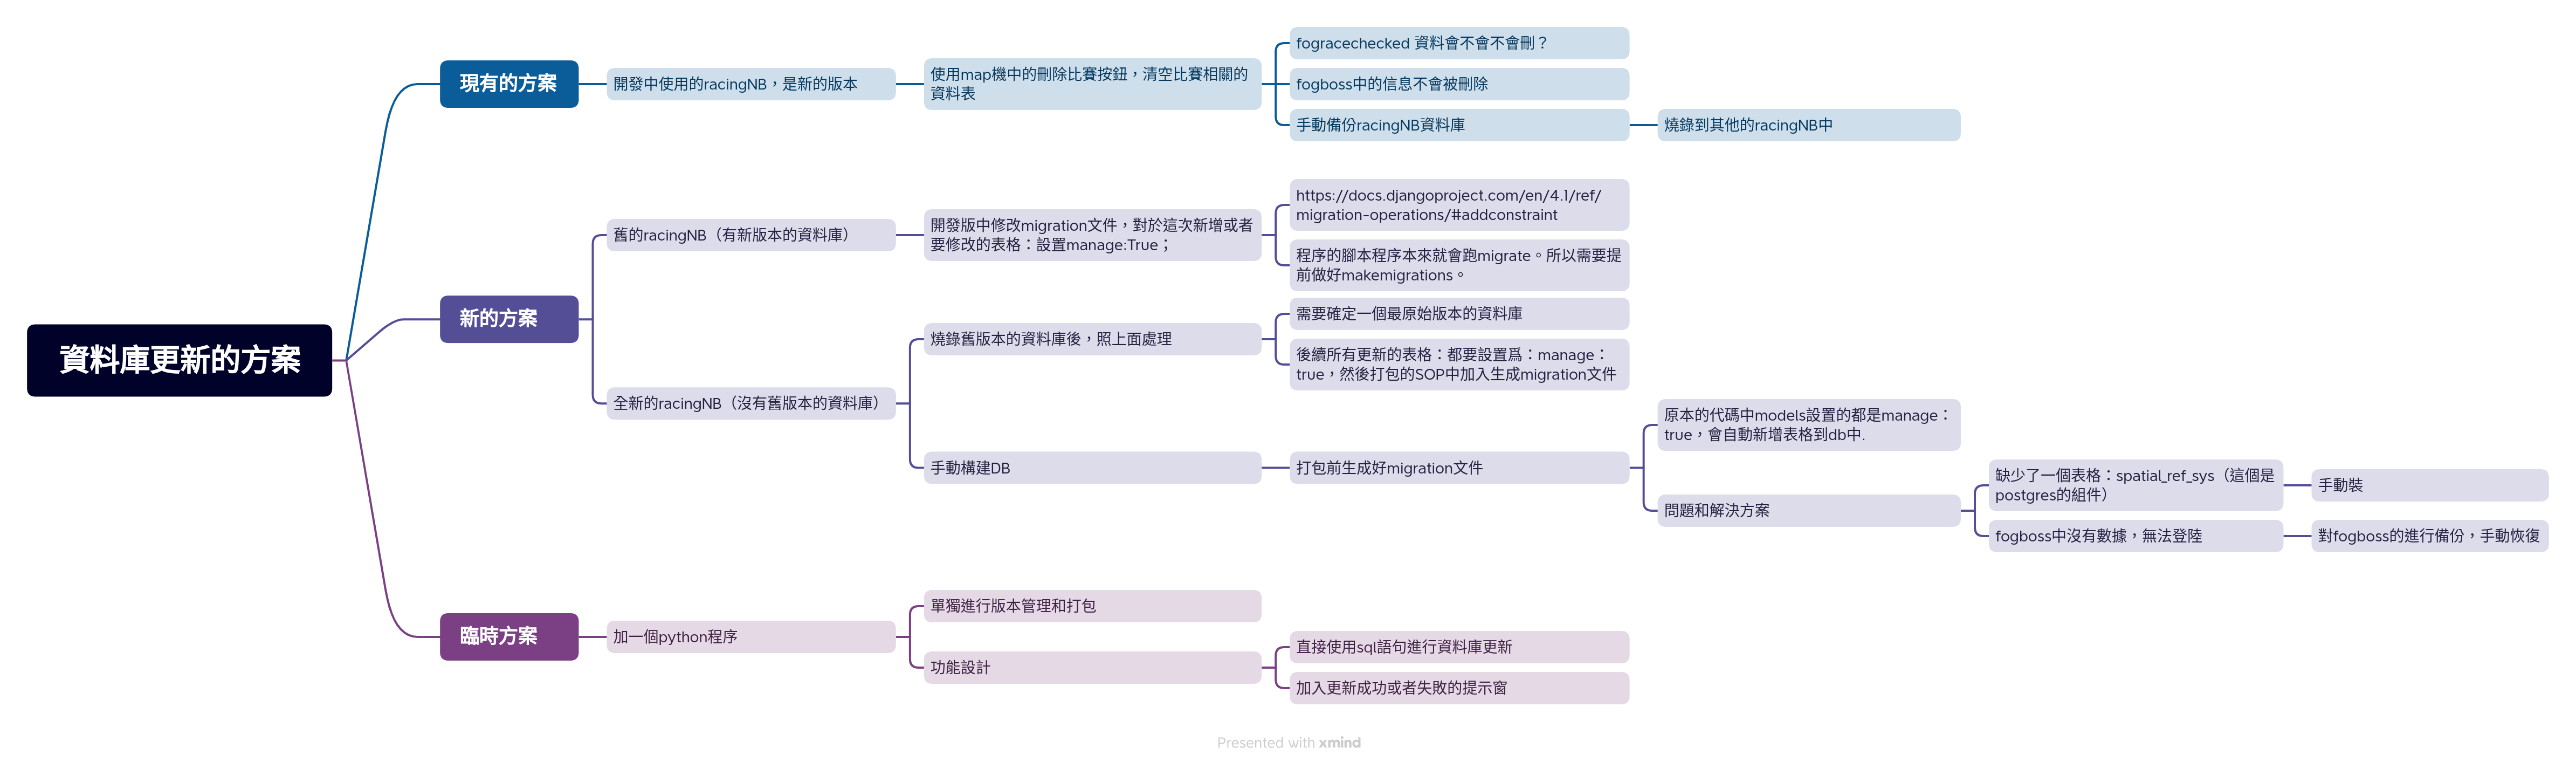 資料庫更新的方案
現有的方案
開發中使用的racingNB，是新的版本
使用map機中的刪除比賽按鈕，清空比賽相關的
資料表
fogracechecked 資料會不會不會刪？
fogboss中的信息不會被刪除
手動備份racingNB資料庫
燒錄到其他的racingNB中
新的方案
舊的racingNB（有新版本的資料庫）
開發版中修改migration文件，對於這次新增或者
要修改的表格：設置manage:True；
https://docs.djangoproject.com/en/4.1/ref/
migration-operations/#addconstraint
程序的腳本程序本來就會跑migrate。所以需要提
前做好makemigrations。
全新的racingNB（沒有舊版本的資料庫）
燒錄舊版本的資料庫後，照上面處理
需要確定一個最原始版本的資料庫
後續所有更新的表格：都要設置爲：manage：
true，然後打包的SOP中加入生成migration文件
手動構建DB
打包前生成好migration文件
原本的代碼中models設置的都是manage：
true，會自動新增表格到db中.
問題和解決方案
缺少了一個表格：spatial_ref_sys（這個是
postgres的組件）
手動裝
fogboss中沒有數據，無法登陸
對fogboss的進行備份，手動恢復
臨時方案
加一個python程序
單獨進行版本管理和打包
功能設計
直接使用sql語句進行資料庫更新
加入更新成功或者失敗的提示窗
Presented with xmind